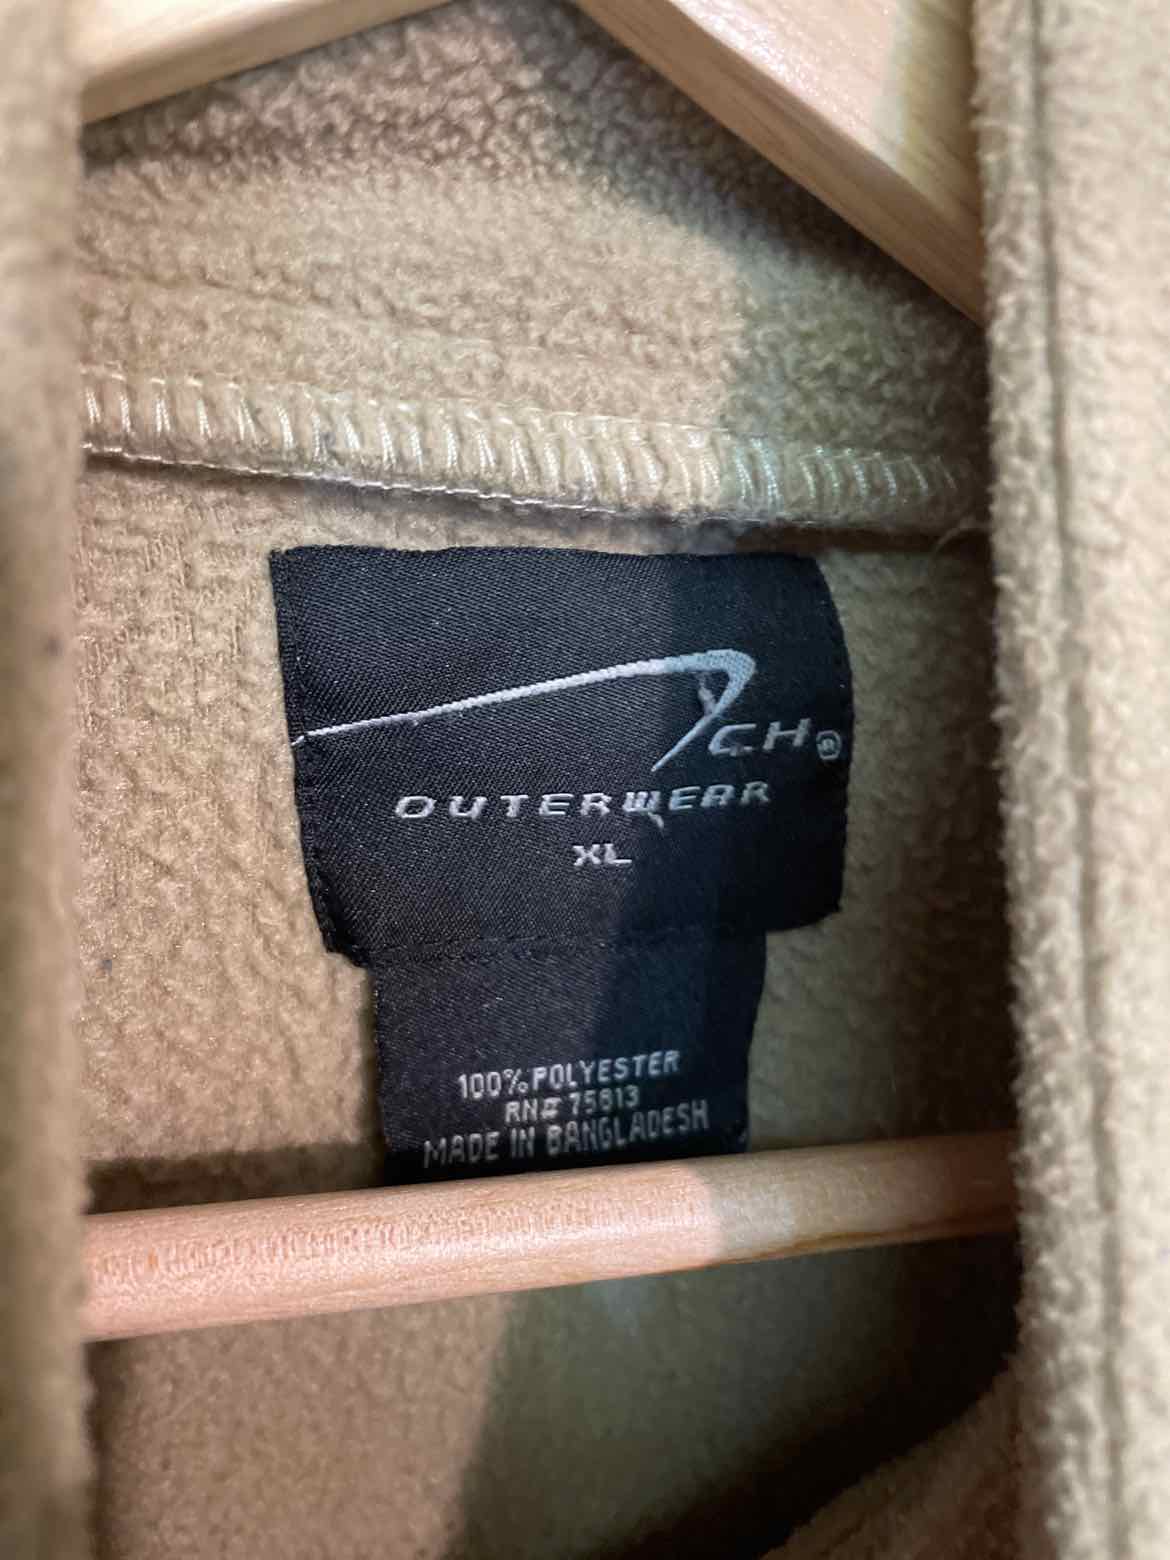 CH®
OUTERWEAR
XL
100% POLYESTER
RN# 75813
MADE IN BANGLADESH